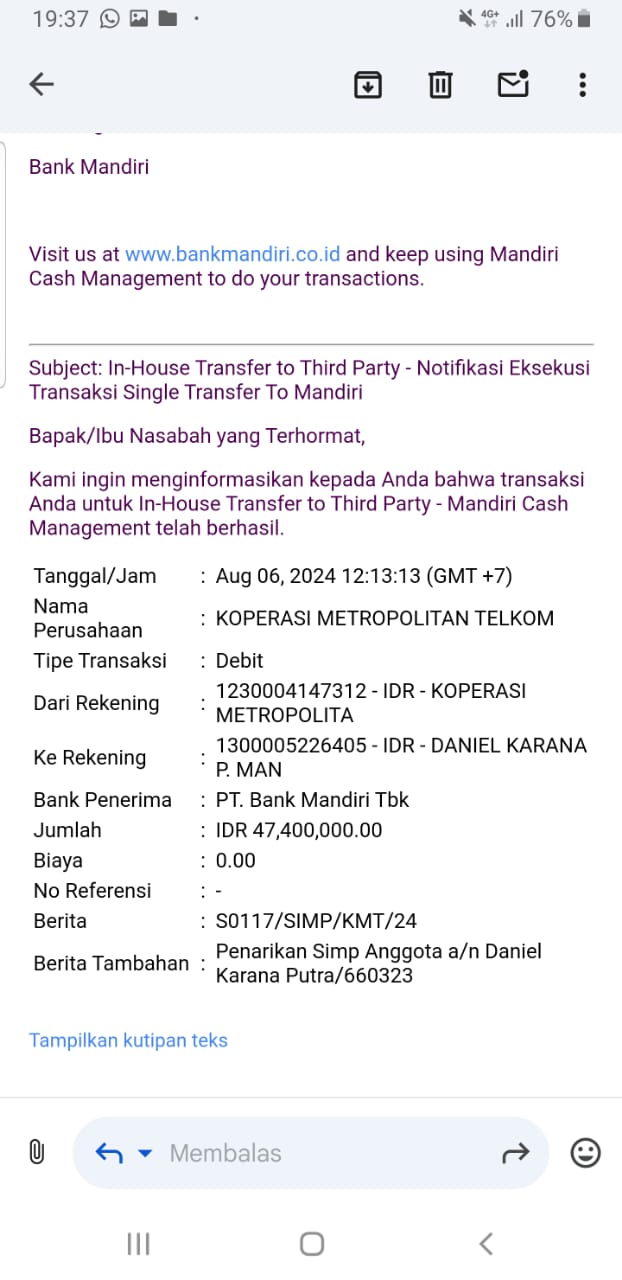 19:37
4G+
76%
Bank Mandiri
Visit us at www.bankmandiri.co.id and keep using Mandiri
Cash Management to do your transactions.
Subject: In-House Transfer to Third Party - Notifikasi Eksekusi
Transaksi Single Transfer To Mandiri
Bapak/Ibu Nasabah yang Terhormat,
Kami ingin menginformasikan kepada Anda bahwa transaksi
Anda untuk In-House Transfer to Third Party - Mandiri Cash
Management telah berhasil.
Tanggal/Jam : Aug 06, 2024 12:13:13 (GMT +7)
Nama
Perusahaan : KOPERASI METROPOLITAN TELKOM
Tipe Transaksi : Debit
Dari Rekening : 1230004147312 - IDR - KOPERASI
METROPOLITA
Ke Rekening : 1300005226405 - IDR - DANIEL KARANA
P. MAN
Bank Penerima : PT. Bank Mandiri Tbk
Jumlah : IDR 47,400,000.00
Biaya : 0.00
No Referensi : -
Berita : S0117/SIMP/KMT/24
Berita Tambahan : Penarikan Simp Anggota a/n Daniel
Karana Putra/660323
Tampilkan kutipan teks
Membalas